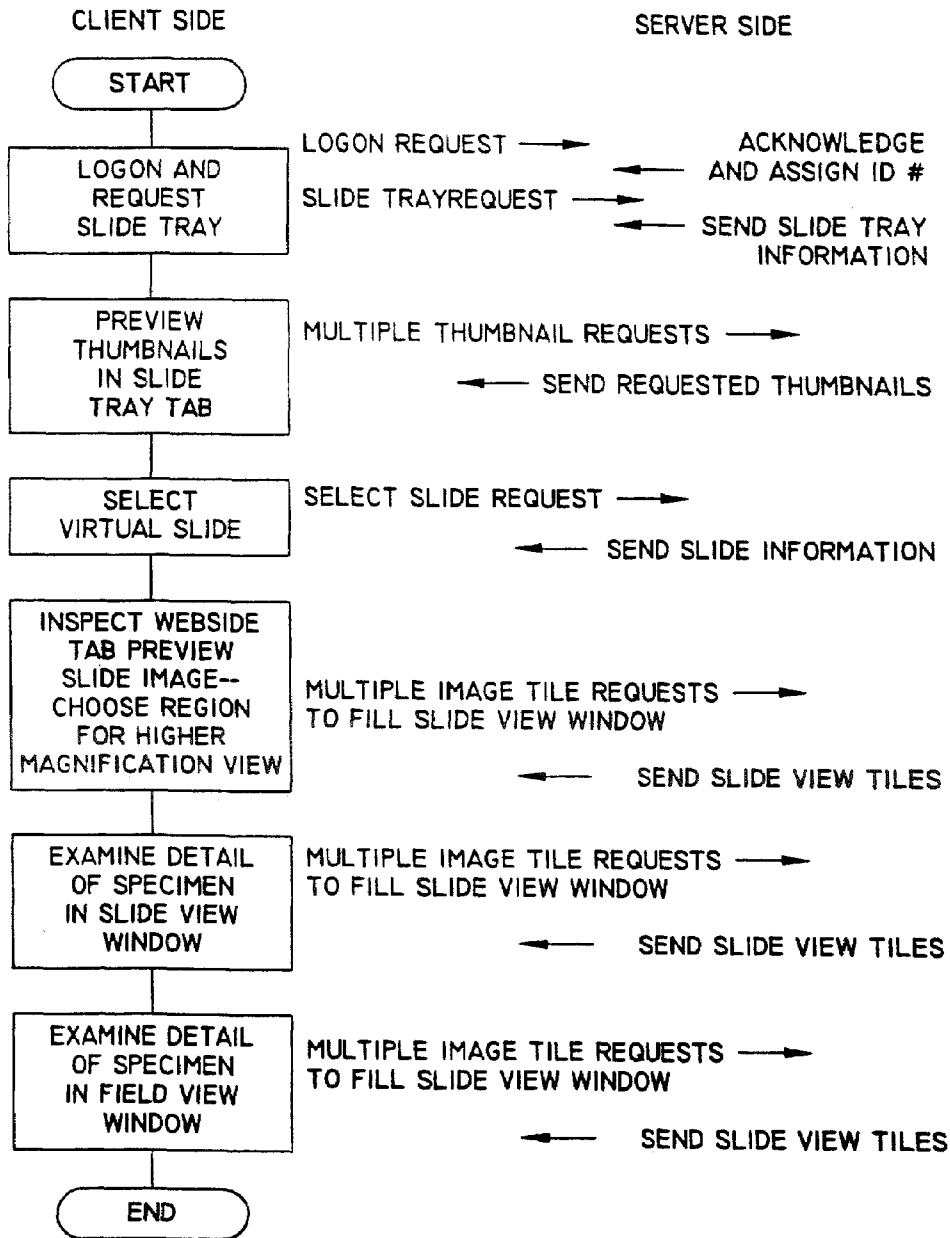 CLIENT SIDE
SERVER SIDE
START
LOGON AND
REQUEST
SLIDE TRAY
LOGON REQUEST
ACKNOWLEDGE
AND ASSIGN ID #
SLIDE TRAYREQUEST
SEND SLIDE TRAY
INFORMATION
PREVIEW
THUMBNAILS
IN SLIDE
TRAY TAB
MULTIPLE THUMBNAIL REQUESTS
SEND REQUESTED THUMBNAILS
SELECT
VIRTUAL SLIDE
SELECT SLIDE REQUEST
SEND SLIDE INFORMATION
INSPECT WEBSIDE
TAB PREVIEW
SLIDE IMAGE--
CHOOSE REGION
FOR HIGHER
MAGNIFICATION VIEW
MULTIPLE IMAGE TILE REQUESTS
TO FILL SLIDE VIEW WINDOW
SEND SLIDE VIEW TILES
EXAMINE DETAIL
OF SPECIMEN
IN SLIDE VIEW
WINDOW
MULTIPLE IMAGE TILE REQUESTS
TO FILL SLIDE VIEW WINDOW
SEND SLIDE VIEW TILES
EXAMINE DETAIL
OF SPECIMEN
IN FIELD VIEW
WINDOW
MULTIPLE IMAGE TILE REQUESTS
TO FILL SLIDE VIEW WINDOW
SEND SLIDE VIEW TILES
END